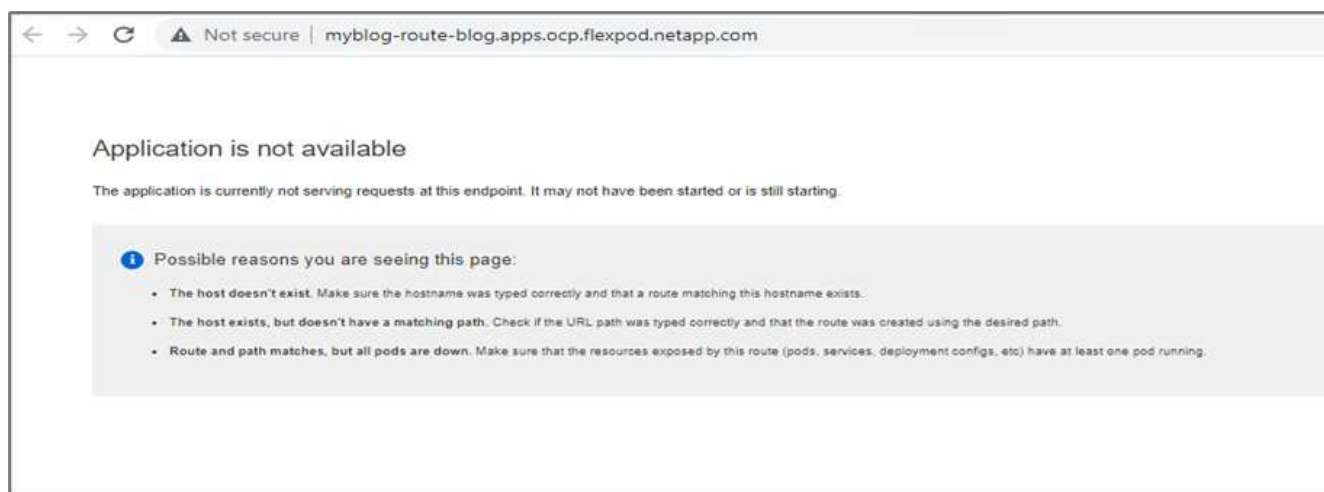 Not secure | myblog-route-blog.apps.ocp.flexpod.netapp.com
Application is not available
The application is currently not serving requests at this endpoint. It may not have been started or is still starting.
Possible reasons you are seeing this page:
• The host doesn't exist. Make sure the hostname was typed correctly and that a route matching this hostname exists.
• The host exists, but doesn't have a matching path. Check if the URL path was typed correctly and that the route was created using the desired path.
• Route and path matches, but all pods are down. Make sure that the resources exposed by this route (pods, services, deployment configs, etc) have at least one pod running.